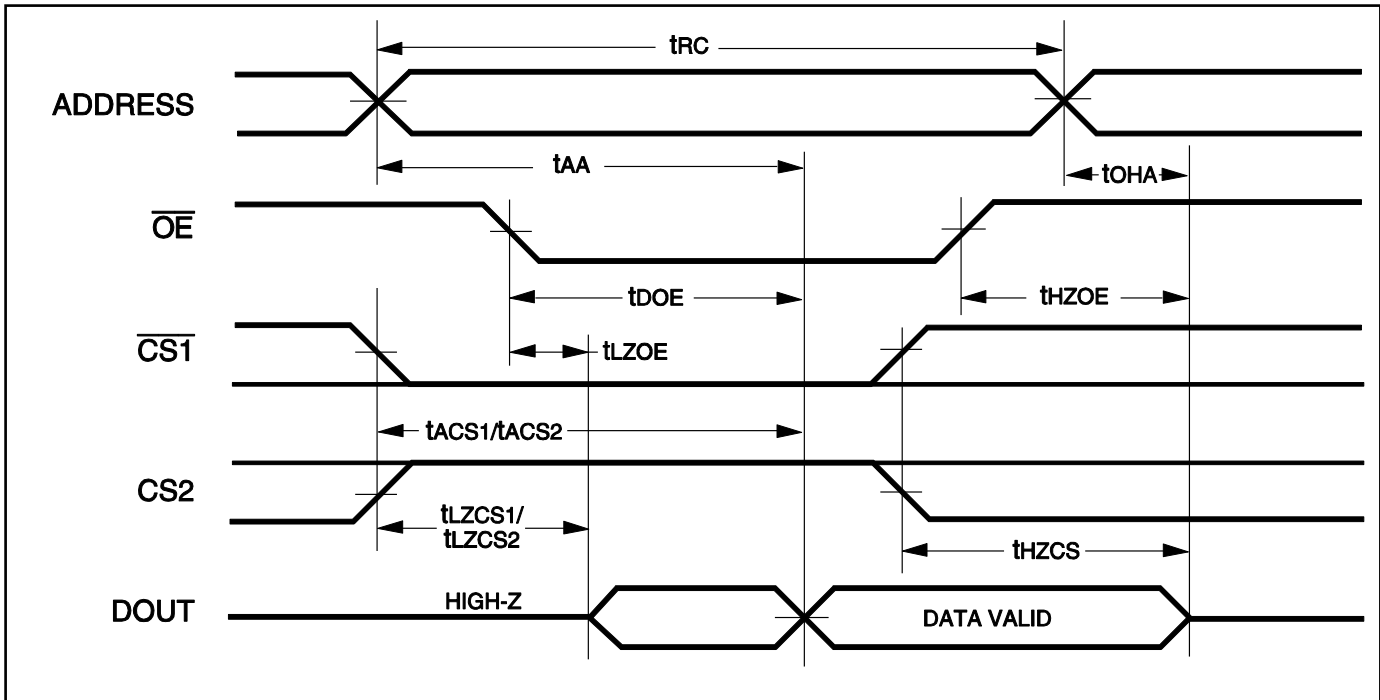 tRC
ADDRESS
tAA
tOHA
OE
tDOE
tHZOE
CS1
tLZOE
tACS1/tACS2
CS2
tLZCS1/
tLZCS2
tHZCS
HIGH-Z
DOUT
DATA VALID